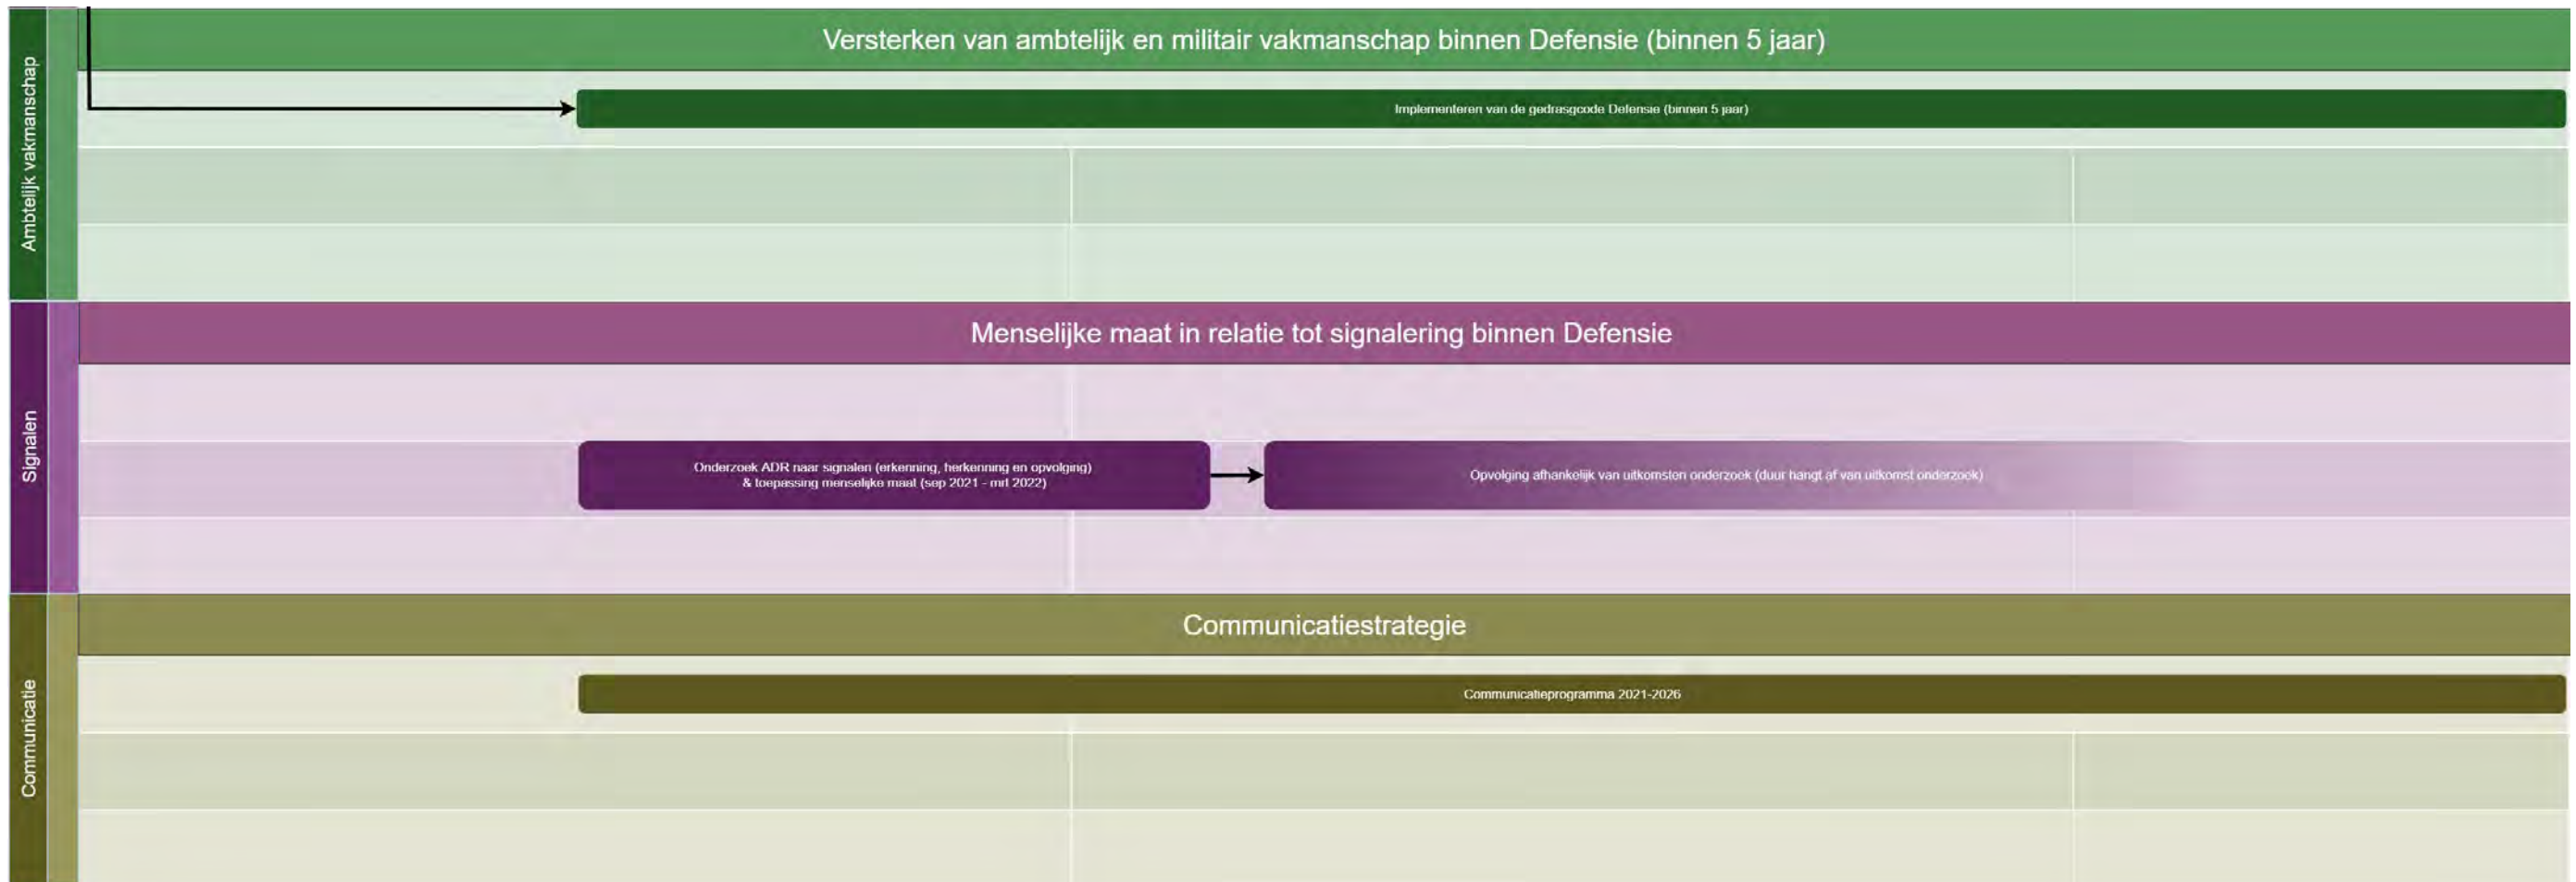 Ambtelijk vakmanschap
Versterken van ambtelijk en militair vakmanschap binnen Defensie (binnen 5 jaar)
Implementeren van de gedrasgcode Defensie (binnen 5 jaar)
Signalen
Menselijke maat in relatie tot signalering binnen Defensie
Onderzoek ADR naar signalen (erkenning, herkenning en opvolging)
& toepassing menselijke maat (sep 2021 - mrt 2022)
Opvolging afhankelijk van uitkomsten onderzoek (duur hangt af van uitkomst onderzoek)
Communicatie
Communicatiestrategie
Communicatieprogramma 2021-2026